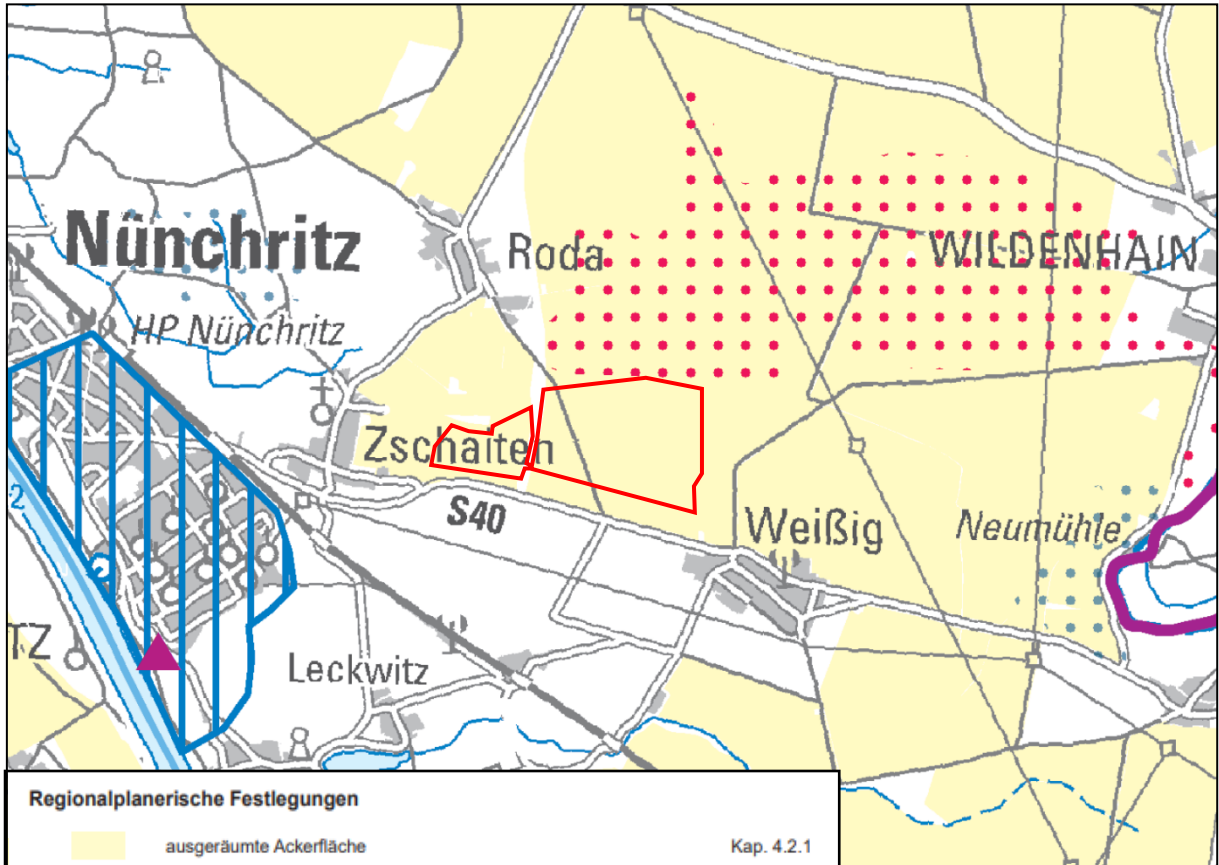 Nünchritz
Roda
WILDENHAIN
HP Nünchritz
Zschaiten
S40
2
Weißig
Neumühle
TZ
Leckwitz
Regionalplanerische Festlegungen
ausgeräumte Ackerfläche Kap. 4.2.1